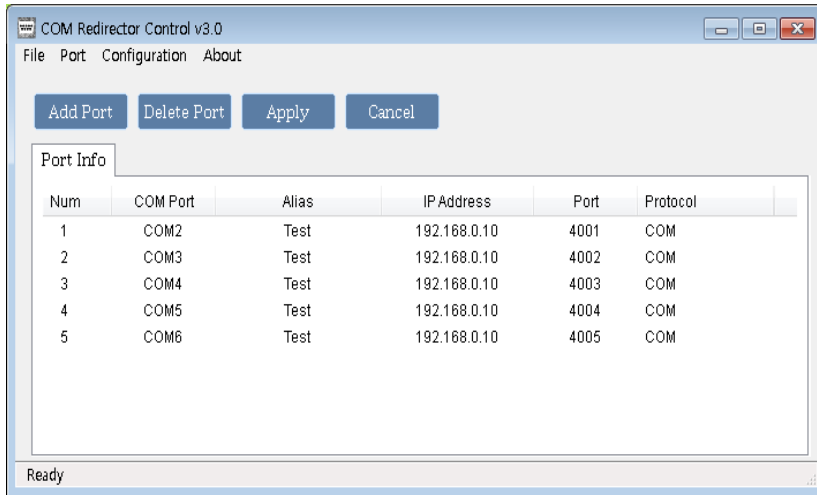 COM Redirector Control v3.0
File Port Configuration About
Add Port Delete Port Apply Cancel
Port Info
Num COM Port Alias IP Address Port Protocol
1 COM2 Test 192.168.0.10 4001 COM
2 COM3 Test 192.168.0.10 4002 COM
3 COM4 Test 192.168.0.10 4003 COM
4 COM5 Test 192.168.0.10 4004 COM
5 COM6 Test 192.168.0.10 4005 COM
Ready